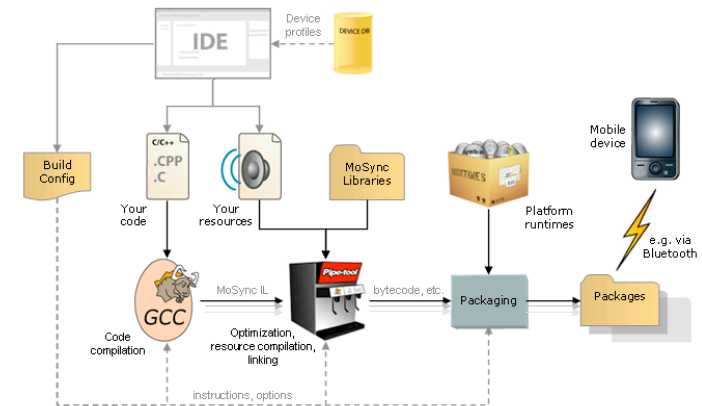 Device
profiles
IDE
DEVICE DB
Build
Config
C/C++
.CPP
.C
Your
code
Your
resources
MoSync
Libraries
RUNTIMES
Platform
runtimes
Mobile
device
e.g. via
Bluetooth
GCC
Code
compilation
MoSync IL
Pipe-tool
Optimization,
resource compilation,
linking
bytecode, etc.
Packaging
Packages
instructions, options